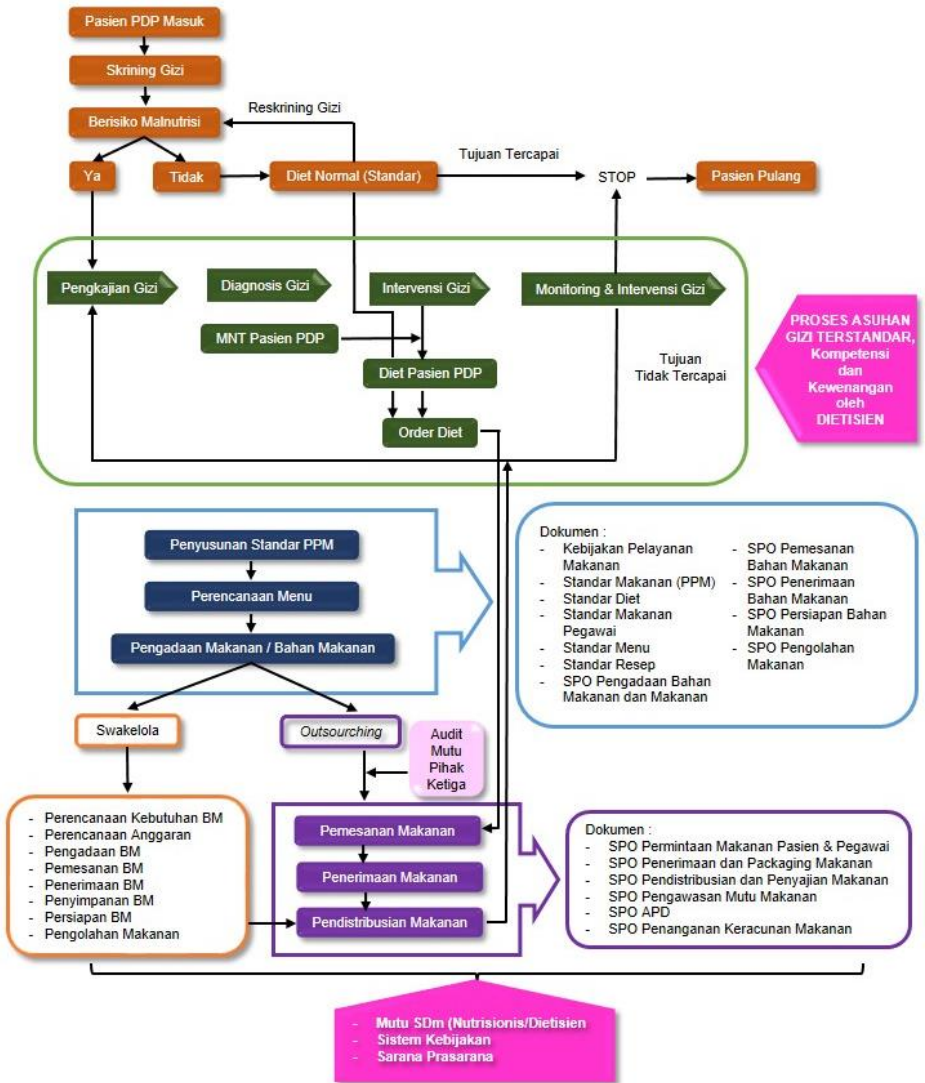 Pasien PDP Masuk
Skrining Gizi
Reskrining Gizi
Berisiko Malnutrisi
Tujuan Tercapai
Ya
Tidak
Diet Normal (Standar)
STOP
Pasien Pulang
Pengkajian Gizi
Diagnosis Gizi
Intervensi Gizi
Monitoring & Intervensi Gizi
MNT Pasien PDP
Diet Pasien PDP
Order Diet
Tujuan
Tidak Tercapai
PROSES ASUHAN
GIZI TERSTANDAR,
Kompetensi
dan
Kewenangan
oleh
DIETISIEN
Penyusunan Standar PPM
Perencanaan Menu
Pengadaan Makanan / Bahan Makanan
Dokumen :
- Kebijakan Pelayanan
Makanan
- Standar Makanan (PPM)
- Standar Diet
- Standar Makanan
Pegawai
- Standar Menu
- Standar Resep
- SPO Pengadaan Bahan
Makanan dan Makanan
- SPO Pemesanan
Bahan Makanan
- SPO Penerimaan
Bahan Makanan
- SPO Persiapan Bahan
Makanan
- SPO Pengolahan
Makanan
Swakelola
Outsourching
Audit
Mutu
Pihak
Ketiga
- Perencanaan Kebutuhan BM
- Perencanaan Anggaran
- Pengadaan BM
- Pemesanan BM
- Penerimaan BM
- Penyimpanan BM
- Persiapan BM
- Pengolahan Makanan
Pemesanan Makanan
Penerimaan Makanan
Pendistribusian Makanan
Dokumen :
- SPO Permintaan Makanan Pasien & Pegawai
- SPO Penerimaan dan Packaging Makanan
- SPO Pendistribusian dan Penyajian Makanan
- SPO Pengawasan Mutu Makanan
- SPO APD
- SPO Penanganan Keracunan Makanan
- Mutu SDm (Nutrisionis/Dietisien
- Sistem Kebijakan
- Sarana Prasarana